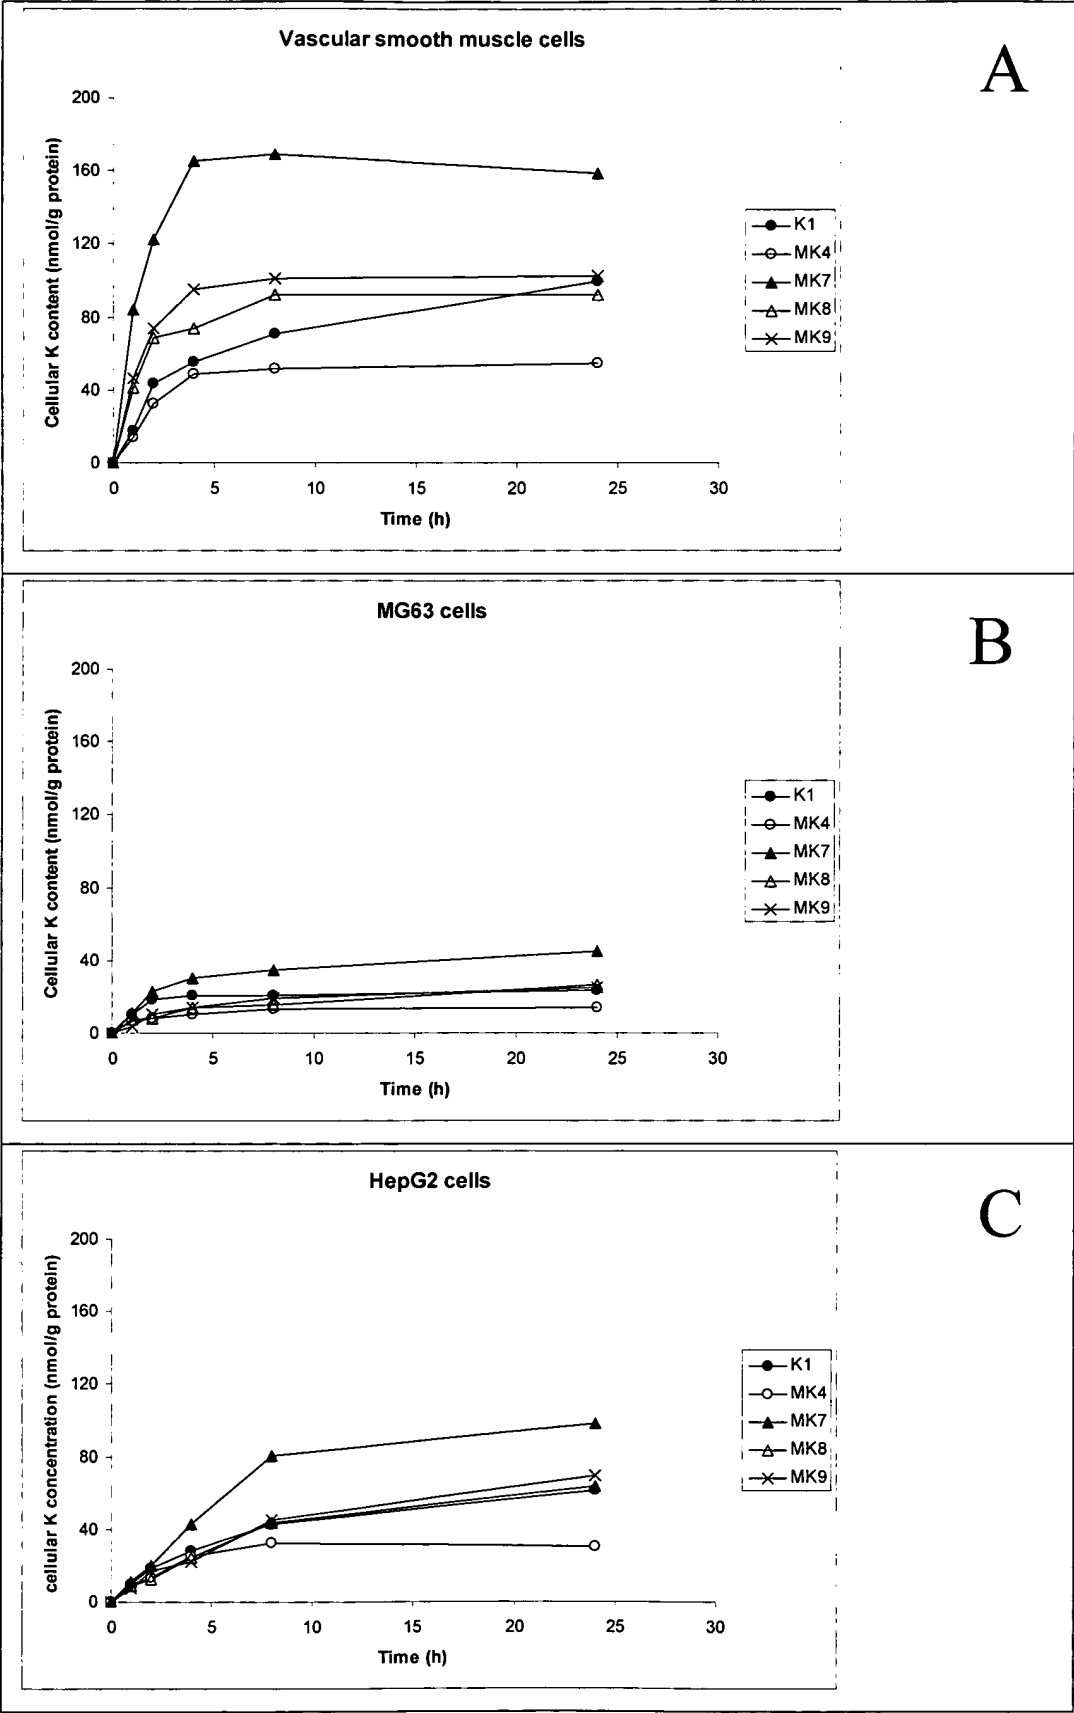 Vascular smooth muscle cells
A
Cellular K content (nmol/g protein)
200
160
120
80
40
0
0 5 10 15 20 25 30
Time (h)
K1
MK4
MK7
MK8
MK9
MG63 cells
B
Cellular K content (nmol/g protein)
200
160
120
80
40
0
0 5 10 15 20 25 30
Time (h)
K1
MK4
MK7
MK8
MK9
HepG2 cells
C
cellular K concentration (nmol/g protein)
200
160
120
80
40
0
0 5 10 15 20 25 30
Time (h)
K1
MK4
MK7
MK8
MK9